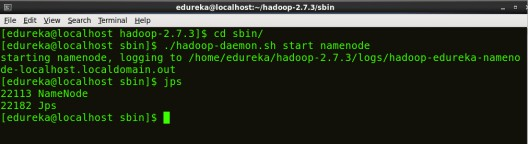 edureka@localhost:~/hadoop-2.7.3/sbin
File Edit View Search Terminal Help
[edureka@localhost hadoop-2.7.3]$ cd sbin/
[edureka@localhost sbin]$ ./hadoop-daemon.sh start namenode
starting namenode, logging to /home/edureka/hadoop-2.7.3/logs/hadoop-edureka-nameno
de-localhost.localdomain.out
[edureka@localhost sbin]$ jps
22113 NameNode
22182 Jps
[edureka@localhost sbin]$